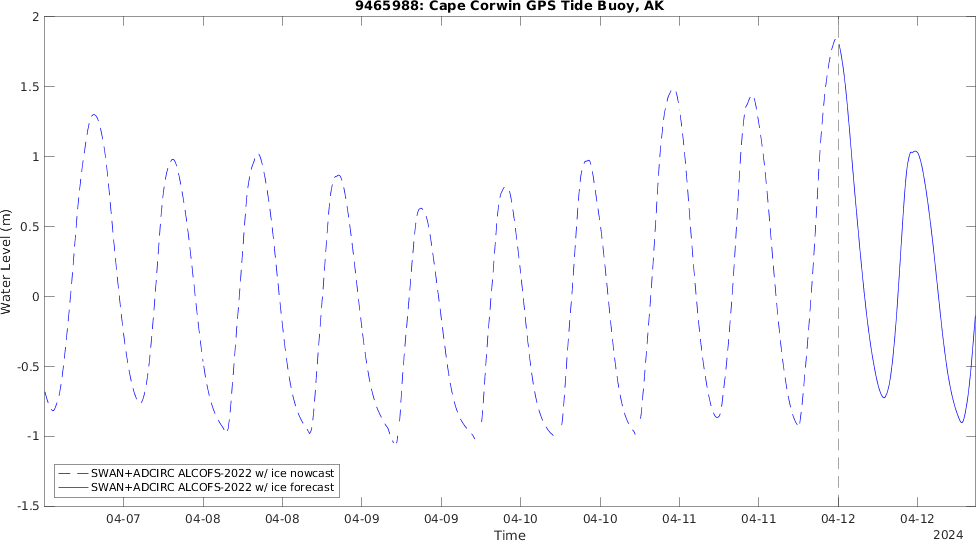 9465988: Cape Corwin GPS Tide Buoy, AK
Water Level (m)
2
1.5
1
0.5
0
-0.5
-1
-1.5
SWAN+ADCIRC ALCOFS-2022 w/ ice nowcast
SWAN+ADCIRC ALCOFS-2022 w/ ice forecast
04-07 04-08 04-08 04-09 04-09 04-10 04-10 04-11 04-11 04-12 04-12
Time
2024